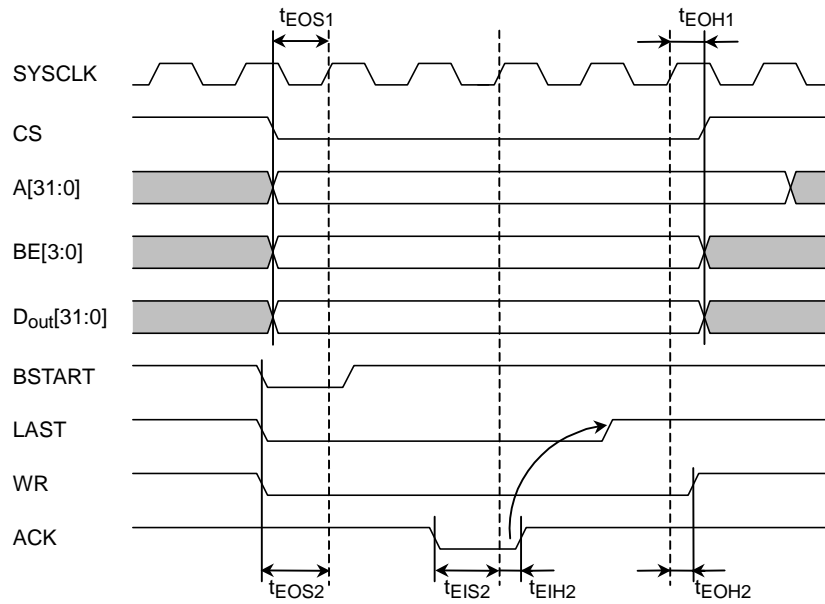 tEOS1
tEOH1
SYSCLK
CS
A[31:0]
BE[3:0]
Dout[31:0]
BSTART
LAST
WR
ACK
tEOS2
tEIS2
tEIH2
tEOH2